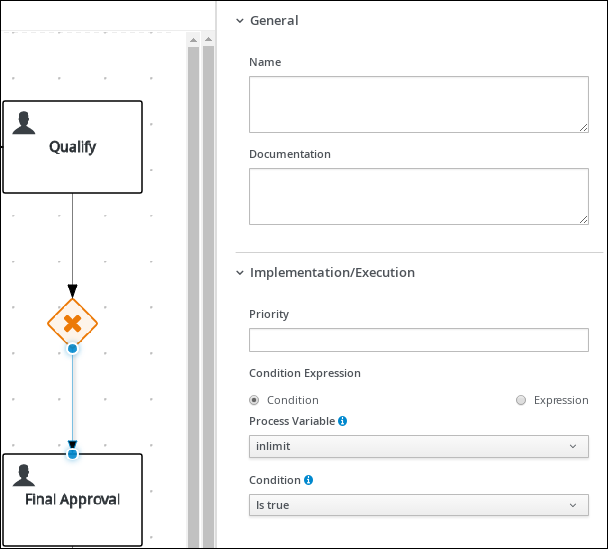 General
Name
Documentation
Qualify
Implementation/Execution
Priority
Condition Expression
Condition
Expression
Process Variable
inlimit
Condition
Is true
Final Approval